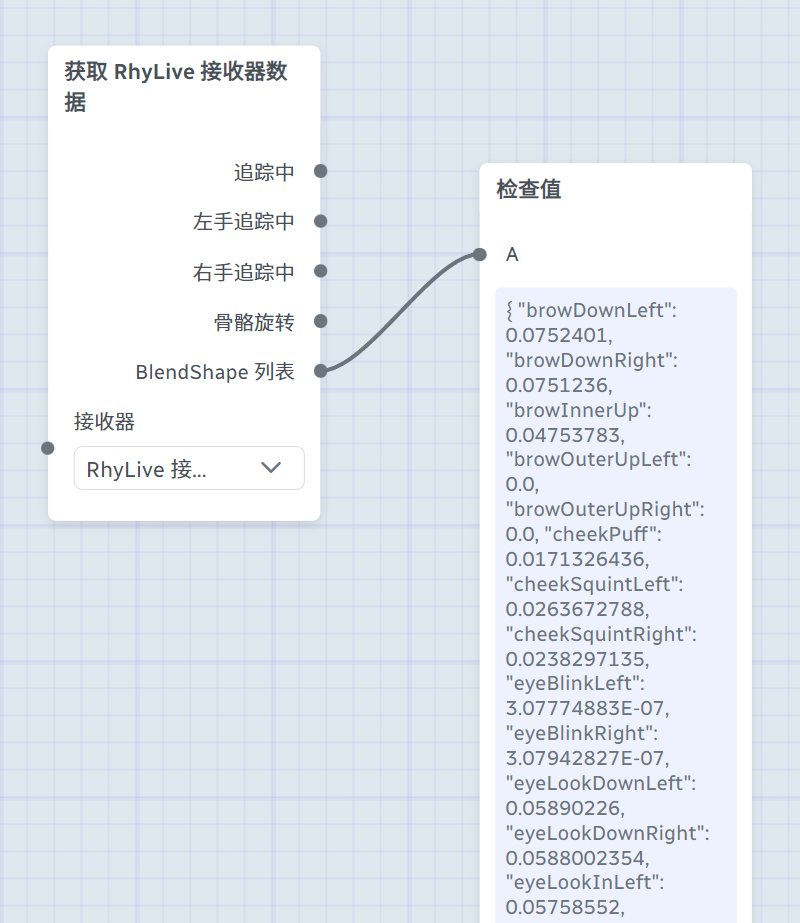 获取 RhyLive 接收器数
据
追踪中
左手追踪中
右手追踪中
骨骼旋转
BlendShape 列表
接收器
RhyLive 接...
检查值
A
{ "browDownLeft":
0.0752401,
"browDownRight":
0.0751236,
"browInnerUp":
0.04753783,
"browOuterUpLeft":
0.0,
"browOuterUpRight":
0.0, "cheekPuff":
0.0171326436,
"cheekSquintLeft":
0.0263672788,
"cheekSquintRight":
0.0238297135,
"eyeBlinkLeft":
3.07774883E-07,
"eyeBlinkRight":
3.07942827E-07,
"eyeLookDownLeft":
0.05890226,
"eyeLookDownRight":
0.0588002354,
"eyeLookInLeft":
0.05758552,